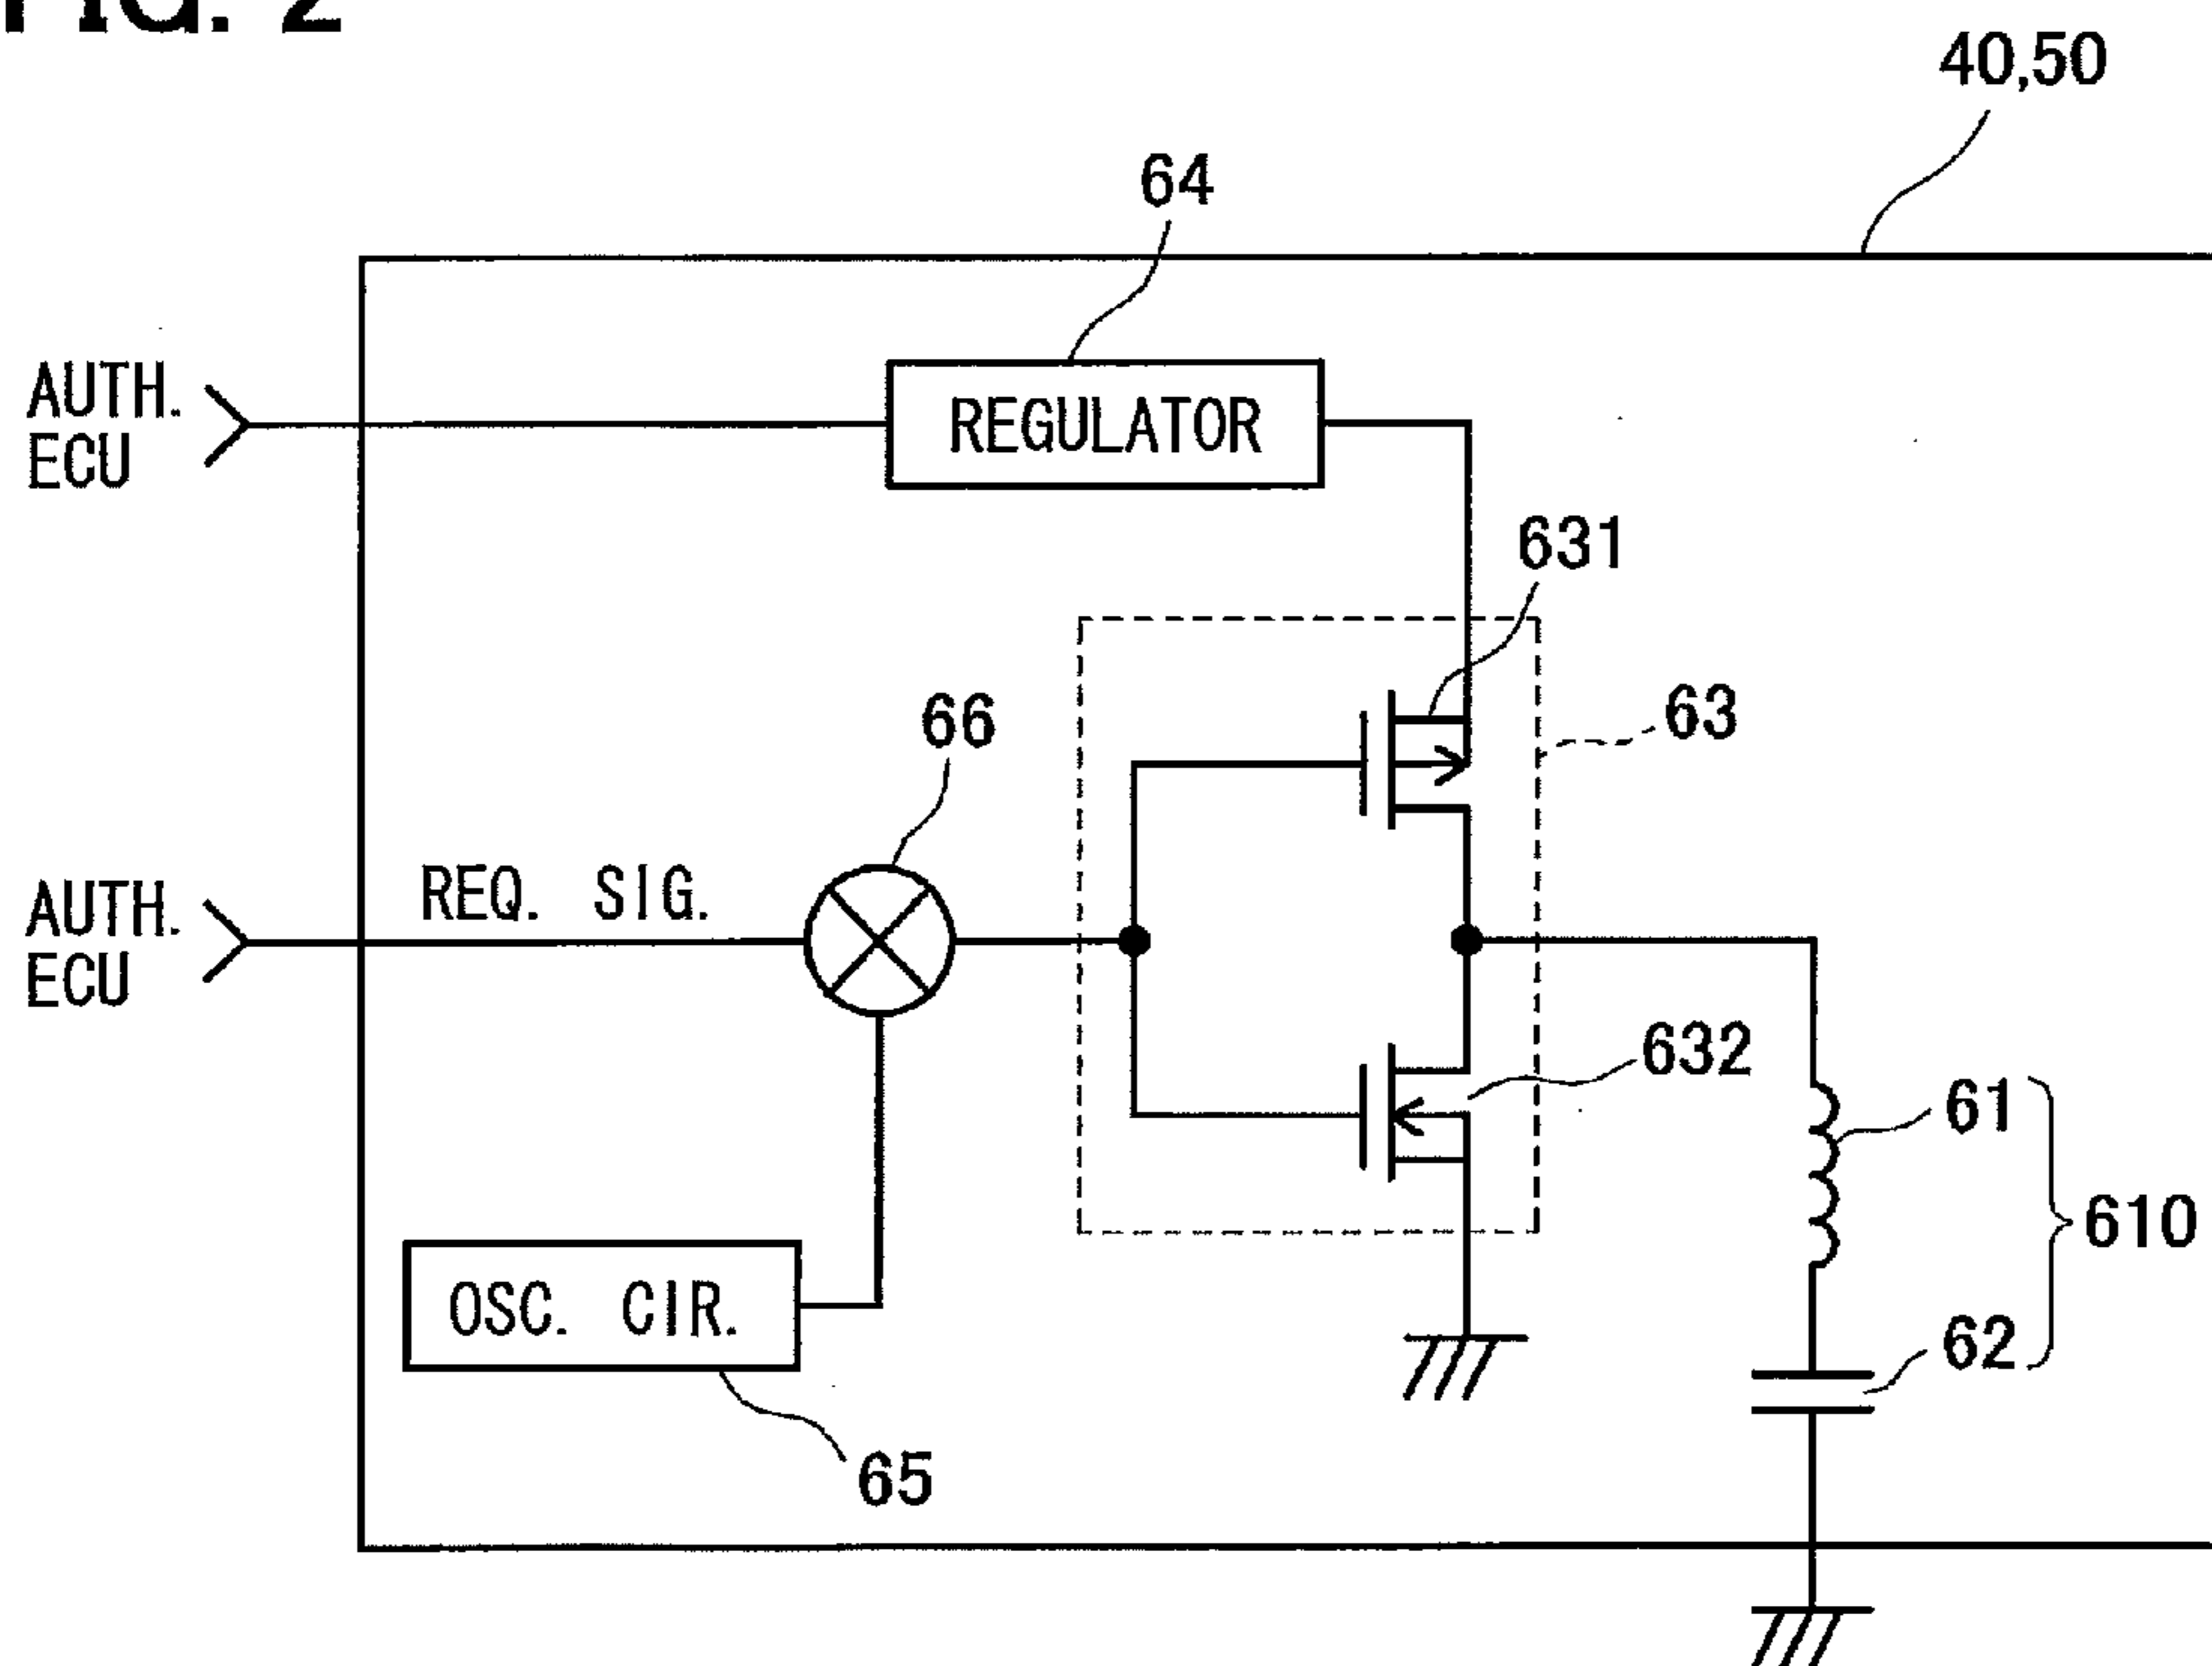 FIG. 2
40,50
64
AUTH.
ECU
REGULATOR
631
63
66
AUTH.
ECU
REQ. SIG.
632
61
610
62
OSC. CIR.
65